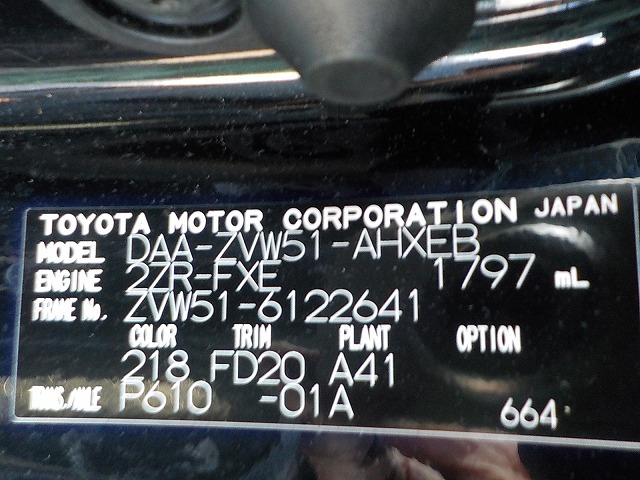 TOYOTA MOTOR CORPORATION JAPAN
MODEL DAA-ZVW51-AHXEB
ENGINE 2ZR-FXE 1797 mL
FRAME No. ZVW51-6122641
COLOR TRIM PLANT OPTION
218 FD20 A41
TRANS./AXLE P610 -01A
664